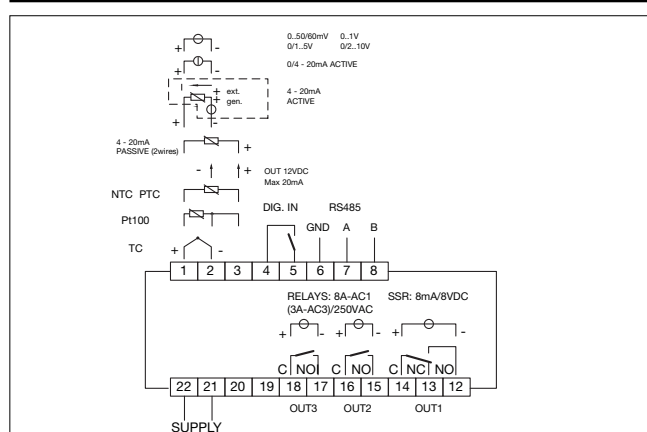 0..50/60mV 0..1V
+ - 0/1..5V 0/2..10V
+ - 0/4 - 20mA ACTIVE
+ ext. 4 - 20mA
+ gen. ACTIVE
+ -
4 - 20mA
PASSIVE (2wires) +
- + OUT 12VDC
Max 20mA
NTC PTC
DIG. IN RS485
Pt100
GND A B
TC + -
1 2 3 4 5 6 7 8
RELAYS: 8A-AC1 SSR: 8mA/8VDC
(3A-AC3)/250VAC
+ - + - + -
C NO C NO C NC NO
22 21 20 19 18 17 16 15 14 13 12
OUT3 OUT2 OUT1
SUPPLY